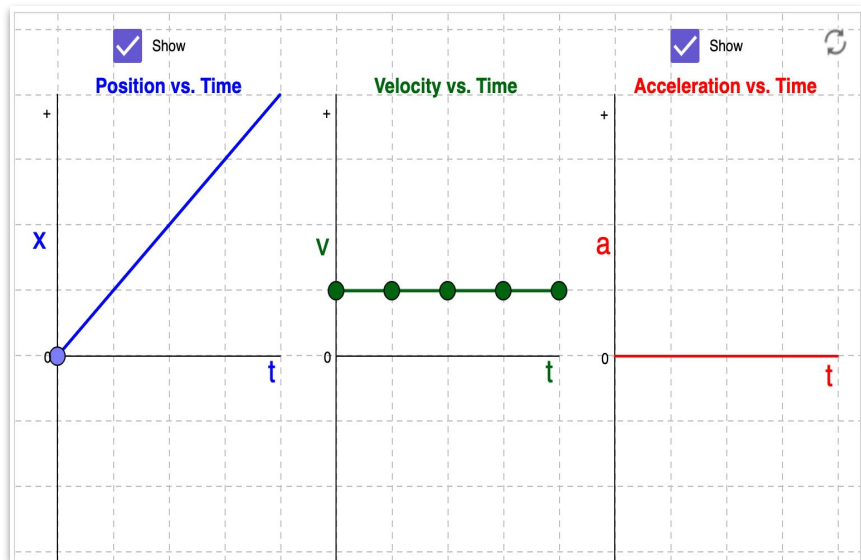 Show
Show
Position vs. Time
Velocity vs. Time
Acceleration vs. Time
+
+
+
x
v
a
0
0
0
t
t
t